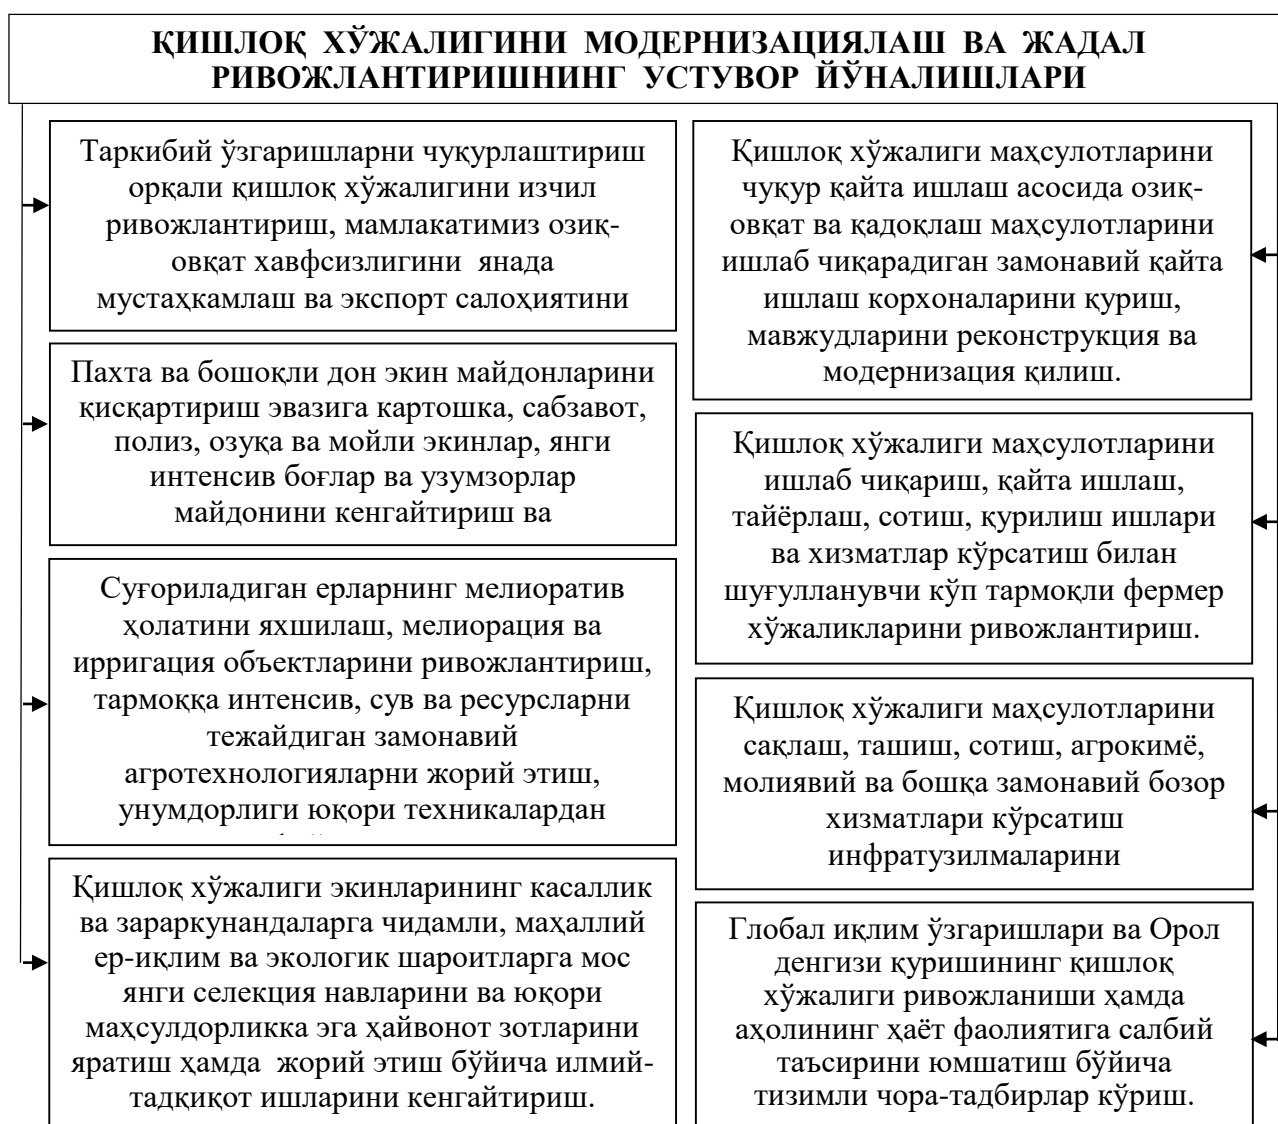 ҚИШЛОҚ ХЎЖАЛИГИНИ МОДЕРНИЗАЦИЯЛАШ ВА ЖАДАЛ
РИВОЖЛАНТИРИШНИНГ УСТУВОР ЙЎНАЛИШЛАРИ
Таркибий ўзгаришларни чуқурлаштириш
орқали қишлоқ хўжалигини изчил
ривожлантириш, мамлакатимиз озиқ-
овқат хавфсизлигини янада
мустаҳкамлаш ва экспорт салоҳиятини
Пахта ва бошоқли дон экин майдонларини
қисқартириш эвазига картошка, сабзавот,
полиз, озуқа ва мойли экинлар, янги
интенсив боғлар ва узумзорлар
майдонини кенгайтириш ва
Суғориладиган ерларнинг мелиоратив
ҳолатини яхшилаш, мелиорация ва
ирригация объектларини ривожлантириш,
тармоққа интенсив, сув ва ресурсларни
тежайдиган замонавий
агротехнологияларни жорий этиш,
унумдорлиги юқори техникалардан
Қишлоқ хўжалиги экинларининг касаллик
ва зараркунандаларга чидамли, маҳаллий
ер-иқлим ва экологик шароитларга мос
янги селекция навларини ва юқори
маҳсулдорликка эга ҳайвонот зотларини
яратиш ҳамда жорий этиш бўйича илмий-
тадқиқот ишларини кенгайтириш.
Қишлоқ хўжалиги маҳсулотларини
чуқур қайта ишлаш асосида озиқ-
овқат ва қадоқлаш маҳсулотларини
ишлаб чиқарадиган замонавий қайта
ишлаш корхоналарини қуриш,
мавжудларини реконструкция ва
модернизация қилиш.
Қишлоқ хўжалиги маҳсулотларини
ишлаб чиқариш, қайта ишлаш,
тайёрлаш, сотиш, қурилиш ишлари
ва хизматлар кўрсатиш билан
шуғулланувчи кўп тармоқли фермер
хўжаликларини ривожлантириш.
Қишлоқ хўжалиги маҳсулотларини
сақлаш, ташиш, сотиш, агрокимё,
молиявий ва бошқа замонавий бозор
хизматлари кўрсатиш
инфратузилмаларини
Глобал иқлим ўзгаришлари ва Орол
денгизи қуришининг қишлоқ
хўжалиги ривожланиши ҳамда
аҳолининг ҳаёт фаолиятига салбий
таъсирини юмшатиш бўйича
тизимли чора-тадбирлар кўриш.